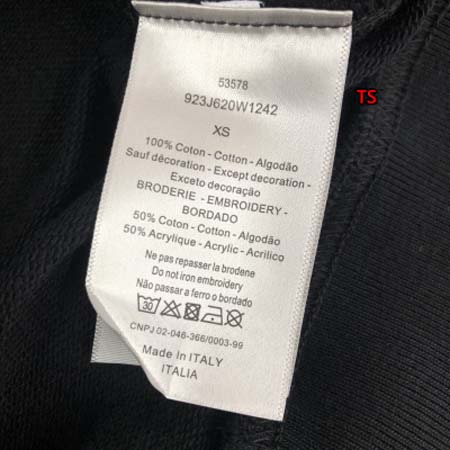 53578
923J620W1242
XS
100% Coton - Cotton - Algodão
Sauf décoration - Except decoration -
Exceto decoração
BRODERIE - EMBROIDERY -
BORDADO
50% Coton - Cotton - Algodão
50% Acrylique - Acrylic - Acrilico
Ne pas repasser la brodene
Do not iron embroidery
Não passar a ferro o bordado
30
CNPJ 02-046-366/0003-99
Made In ITALY
ITALIA
TS